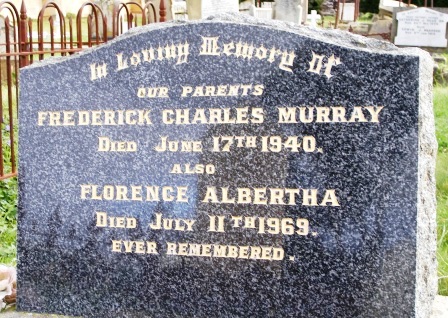 In Loving Memory Of
OUR PARENTS
FREDERICK CHARLES MURRAY
DIED JUNE 17TH 1940.
ALSO
FLORENCE ALBERTHA
DIED JULY 11TH 1969.
EVER REMEMBERED.